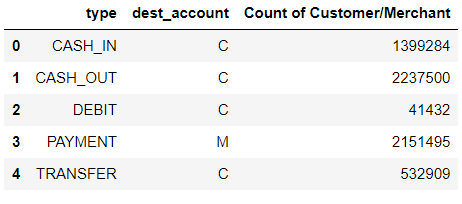 type dest_account Count of Customer/Merchant
0 CASH_IN C 1399284
1 CASH_OUT C 2237500
2 DEBIT C 41432
3 PAYMENT M 2151495
4 TRANSFER C 532909